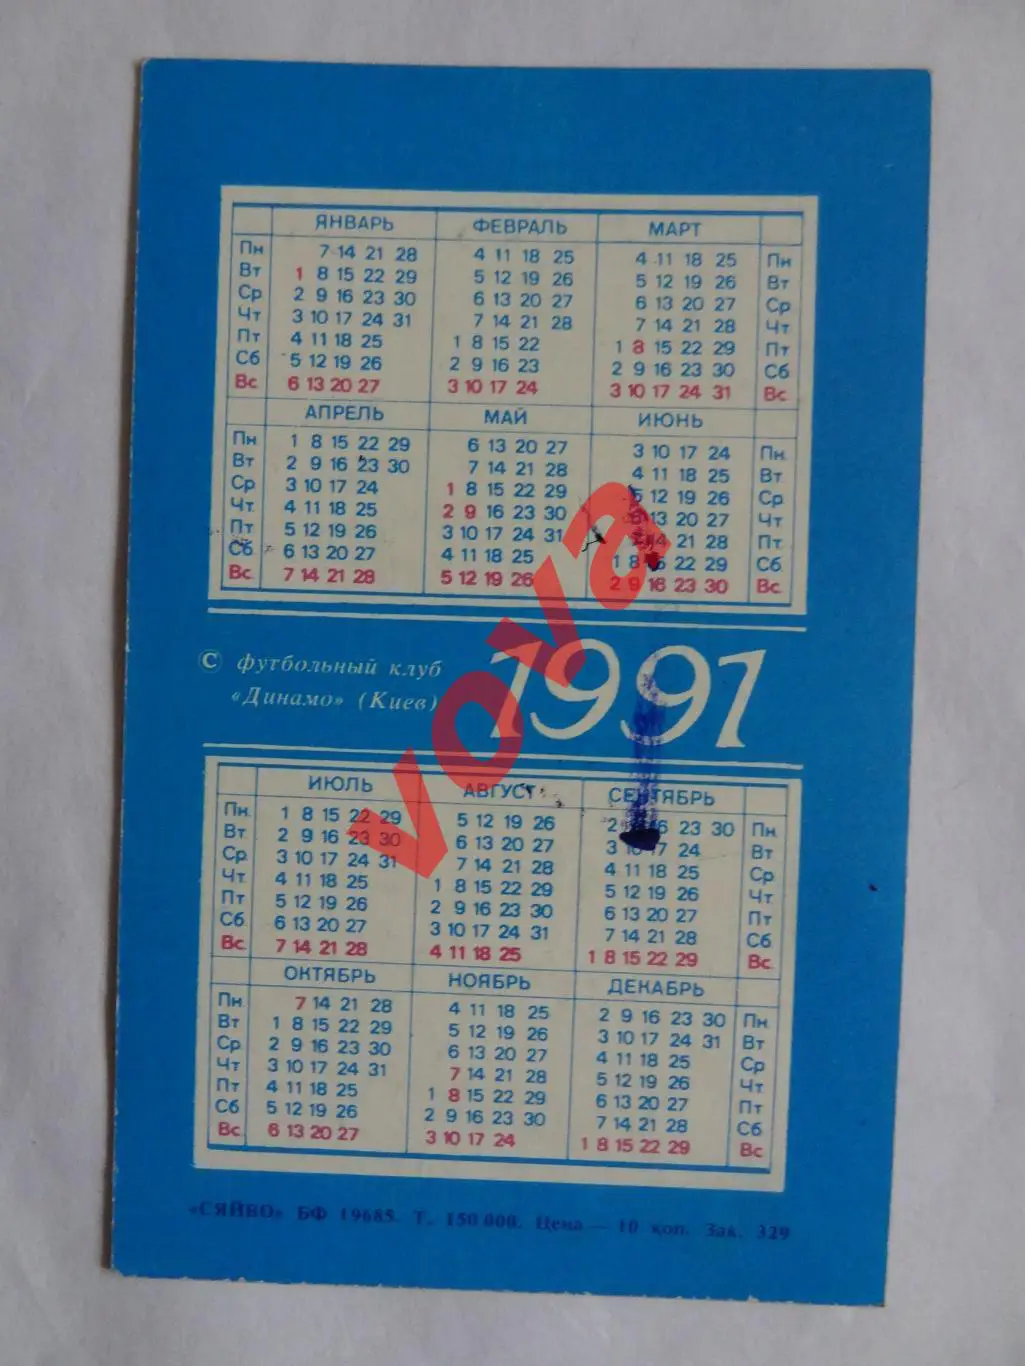 ЯНВАРЬ ФЕВРАЛЬ МАРТ
Пн 7 14 21 28 4 11 18 25 4 11 18 25 Пн
Вт 1 8 15 22 29 5 12 19 26 5 12 19 26 Вт
Ср 2 9 16 23 30 6 13 20 27 6 13 20 27 Ср
Чт 3 10 17 24 31 7 14 21 28 7 14 21 28 Чт
Пт 4 11 18 25 1 8 15 22 1 8 15 22 29 Пт
Сб 5 12 19 26 2 9 16 23 2 9 16 23 30 Сб
Вс 6 13 20 27 3 10 17 24 3 10 17 24 31 Вс
АПРЕЛЬ МАЙ ИЮНЬ
Пн 1 8 15 22 29 6 13 20 27 3 10 17 24 Пн
Вт 2 9 16 23 30 7 14 21 28 4 11 18 25 Вт
Ср 3 10 17 24 1 8 15 22 29 5 12 19 26 Ср
Чт 4 11 18 25 2 9 16 23 30 6 13 20 27 Чт
Пт 5 12 19 26 3 10 17 24 31 7 14 21 28 Пт
Сб 6 13 20 27 4 11 18 25 1 8 15 22 29 Сб
Вс 7 14 21 28 5 12 19 26 2 9 16 23 30 Вс
© футбольный клуб
«Динамо» (Киев)
1991
vova
ИЮЛЬ АВГУСТ СЕНТЯБРЬ
Пн 1 8 15 22 29 5 12 19 26 2 16 23 30 Пн
Вт 2 9 16 23 30 6 13 20 27 3 10 17 24 Вт
Ср 3 10 17 24 31 7 14 21 28 4 11 18 25 Ср
Чт 4 11 18 25 1 8 15 22 29 5 12 19 26 Чт
Пт 5 12 19 26 2 9 16 23 30 6 13 20 27 Пт
Сб 6 13 20 27 3 10 17 24 31 7 14 21 28 Сб
Вс 7 14 21 28 4 11 18 25 1 8 15 22 29 Вс
ОКТЯБРЬ НОЯБРЬ ДЕКАБРЬ
Пн 7 14 21 28 4 11 18 25 2 9 16 23 30 Пн
Вт 1 8 15 22 29 5 12 19 26 3 10 17 24 31 Вт
Ср 2 9 16 23 30 6 13 20 27 4 11 18 25 Ср
Чт 3 10 17 24 31 7 14 21 28 5 12 19 26 Чт
Пт 4 11 18 25 1 8 15 22 29 6 13 20 27 Пт
Сб 5 12 19 26 2 9 16 23 30 7 14 21 28 Сб
Вс 6 13 20 27 3 10 17 24 1 8 15 22 29 Вс
«СЯЙВО» БФ 19685. Т. 150 000. Цена — 10 коп. Зак. 329